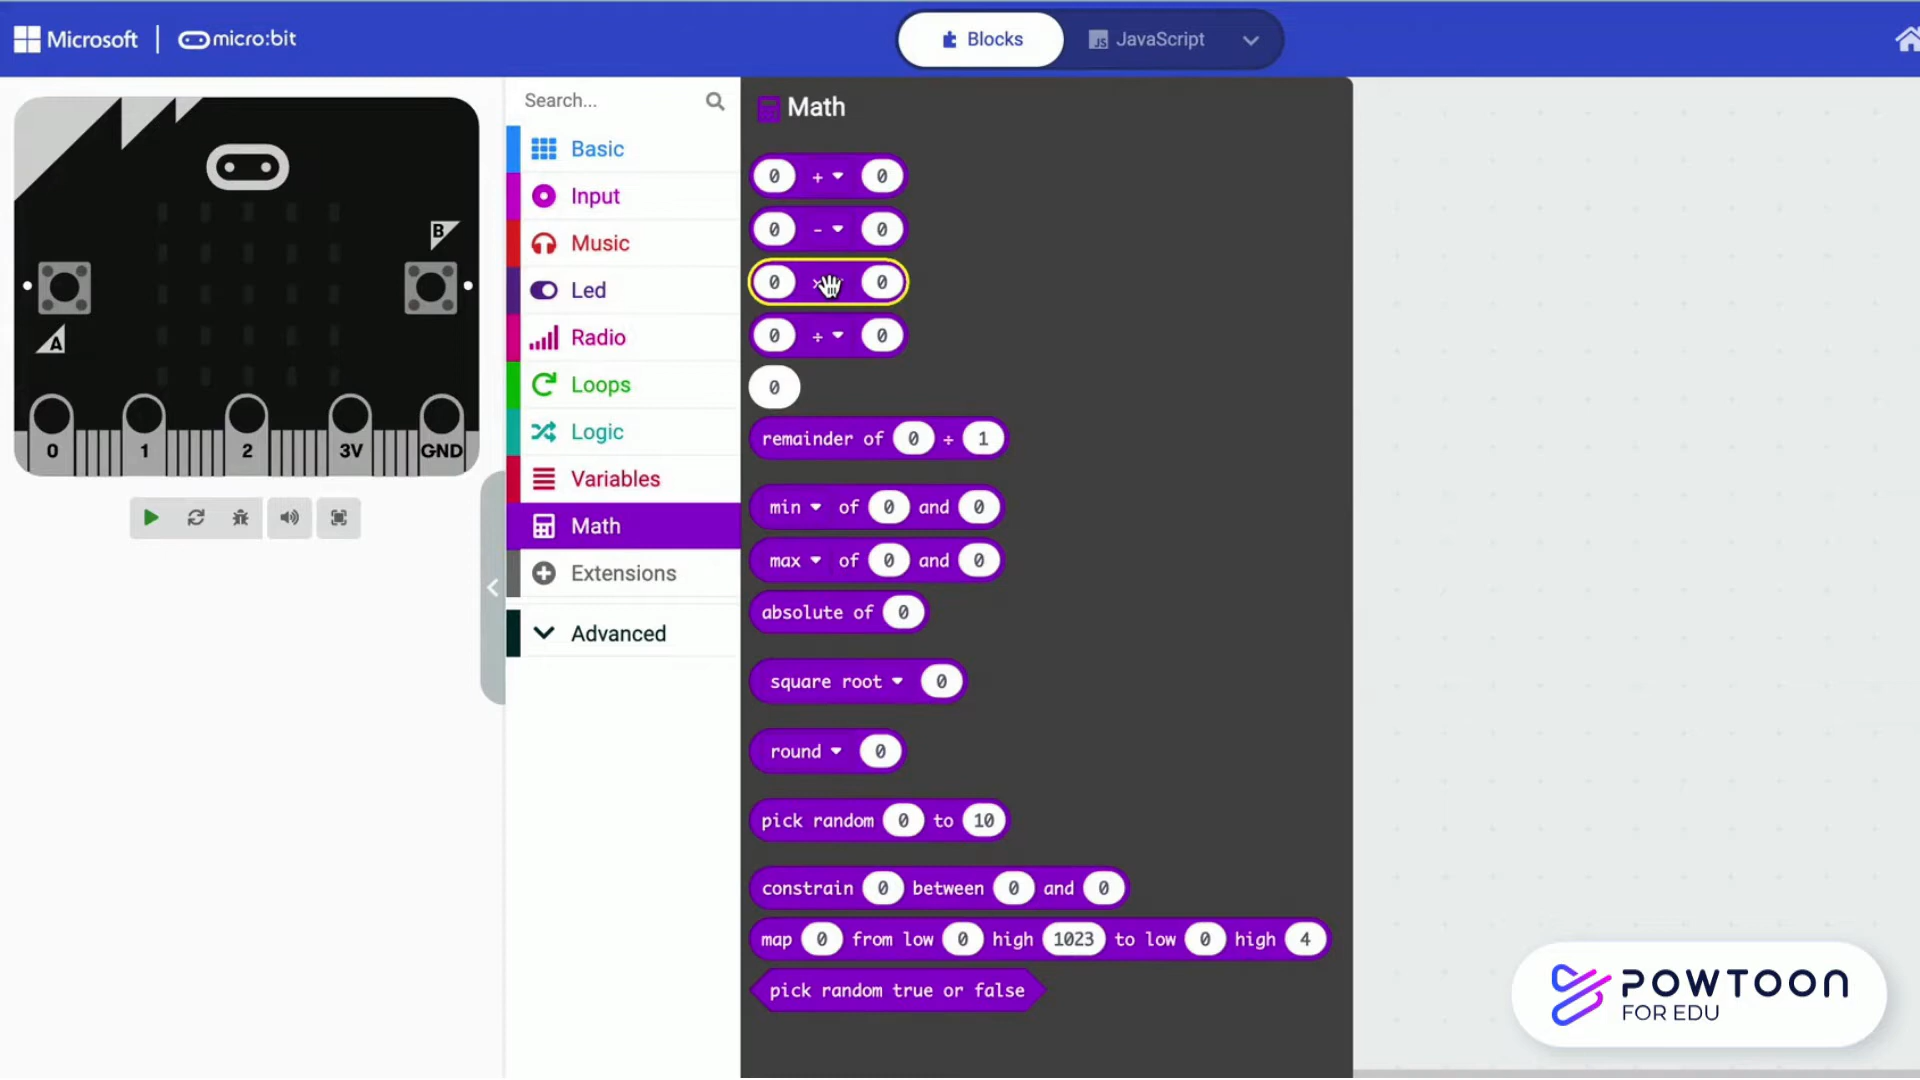 Microsoft
micro:bit
Blocks
JS JavaScript
B
A
0 1 2 3V GND
Search...
Basic
Input
Music
Led
Radio
Loops
Logic
Variables
Math
Extensions
Advanced
Math
0 + 0
0 - 0
0 0
0 ÷ 0
0
remainder of 0 ÷ 1
min of 0 and 0
max of 0 and 0
absolute of 0
square root 0
round 0
pick random 0 to 10
constrain 0 between 0 and 0
map 0 from low 0 high 1023 to low 0 high 4
pick random true or false
POWTOON
FOR EDU